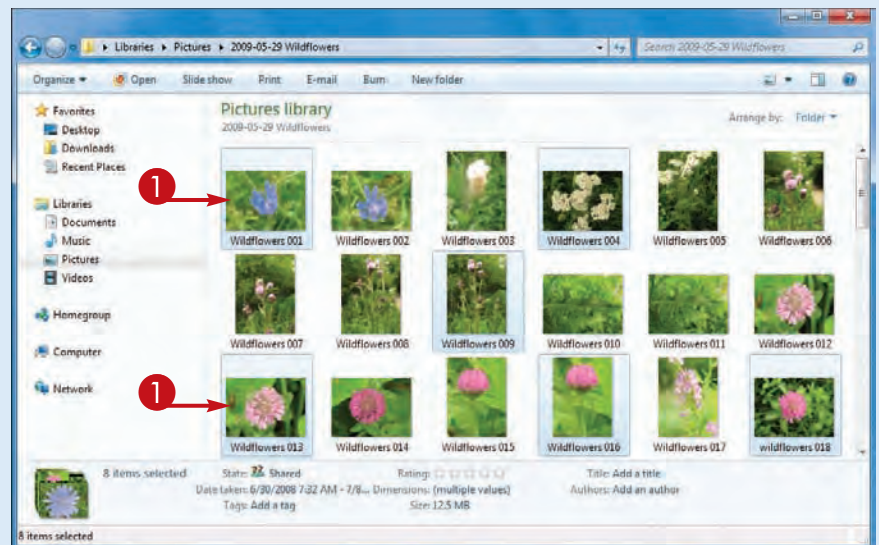 Libraries ▸ Pictures ▸ 2009-05-29 Wildflowers
Search 2009-05-29 Wildflowers
Organize Open Slide show Print E-mail Burn New folder
Favorites
Desktop
Downloads
Recent Places
Libraries
Documents
Music
Pictures
Videos
Homegroup
Computer
Network
Pictures library
2009-05-29 Wildflowers
Arrange by: Folder
1
Wildflowers 001 Wildflowers 002 Wildflowers 003 Wildflowers 004 Wildflowers 005 Wildflowers 006
Wildflowers 007 Wildflowers 008 Wildflowers 009 Wildflowers 010 Wildflowers 011 Wildflowers 012
1
Wildflowers 013 Wildflowers 014 Wildflowers 015 Wildflowers 016 Wildflowers 017 wildflowers 018
8 items selected State: Shared Rating: Title: Add a title
Date taken: 6/30/2008 7:32 AM - 7/8... Dimensions: (multiple values) Authors: Add an author
Tags: Add a tag Size: 12.5 MB
8 items selected